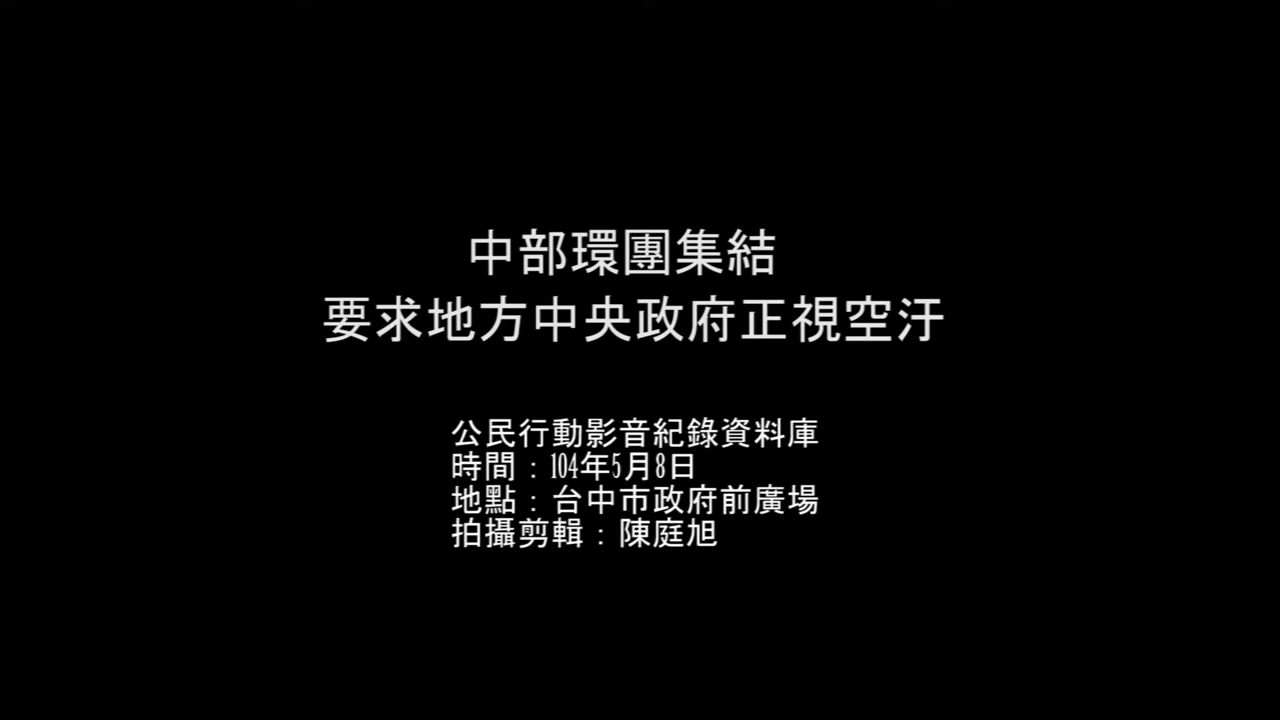 中部環團集結
要求地方中央政府正視空汙
公民行動影音紀錄資料庫
時間：104年5月8日
地點：台中市政府前廣場
拍攝剪輯：陳庭旭